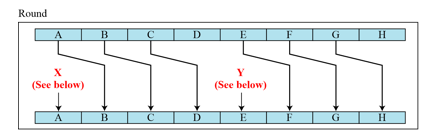 Round
A B C D E F G H
X Y
(See below) (See below)
A B C D E F G H